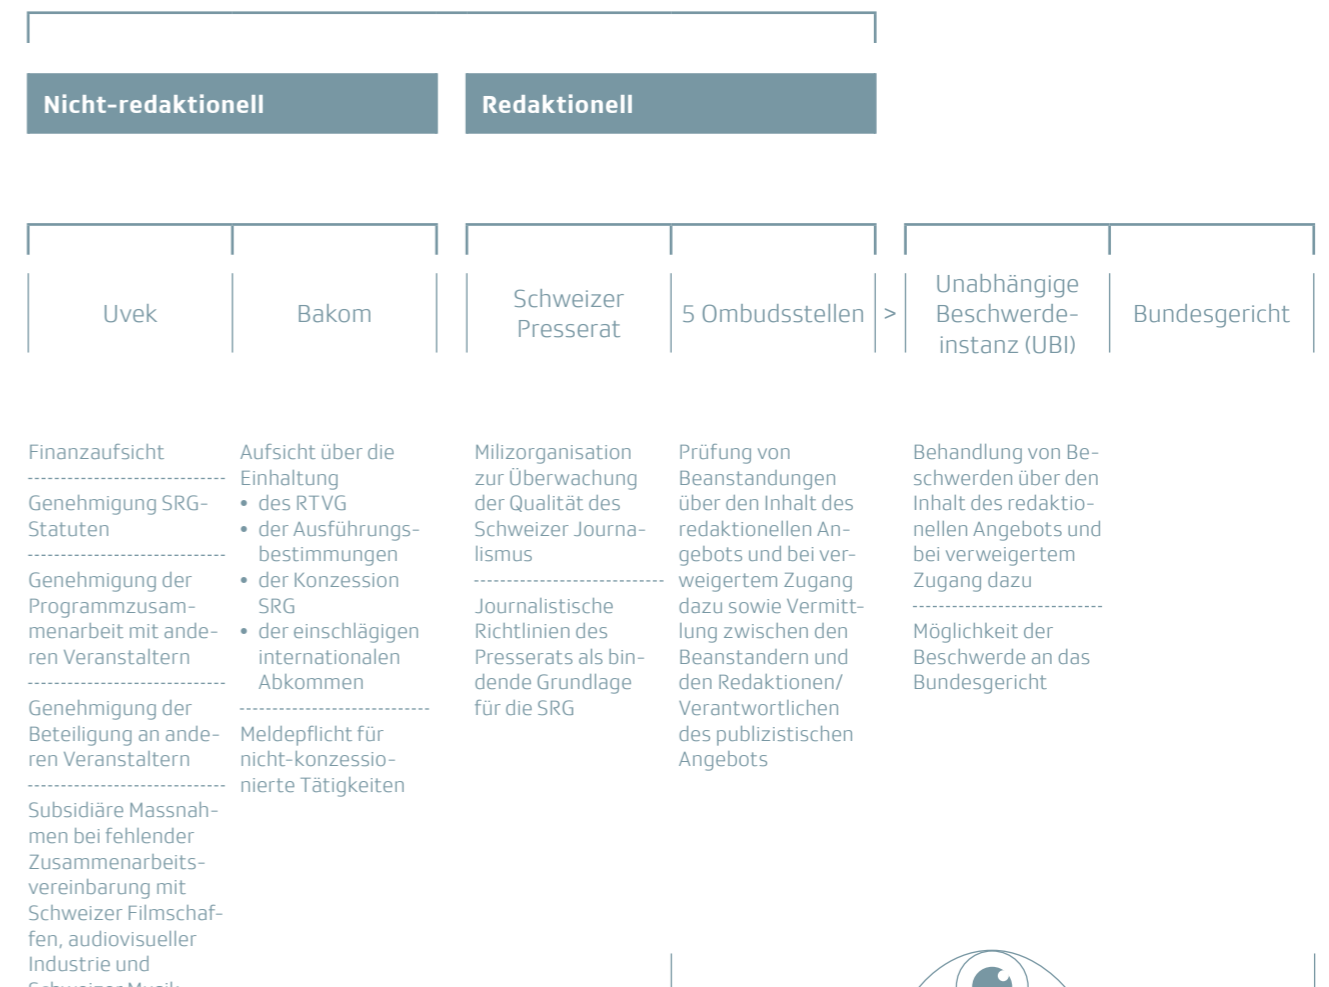 Nicht-redaktionell
Redaktionell
Uvek
Bakom
Schweizer
Presserat
5 Ombudsstellen
>
Unabhängige
Beschwerde-
instanz (UBI)
Bundesgericht
Finanzaufsicht
Genehmigung SRG-
Statuten
Genehmigung der
Programmzusam-
menarbeit mit ande-
ren Veranstaltern
Genehmigung der
Beteiligung an ande-
ren Veranstaltern
Subsidiäre Massnah-
men bei fehlender
Zusammenarbeits-
vereinbarung mit
Schweizer Filmschaf-
fen, audiovisueller
Industrie und
Schweizer Musik-
Aufsicht über die
Einhaltung
• des RTVG
• der Ausführungs-
bestimmungen
• der Konzession
SRG
• der einschlägigen
internationalen
Abkommen
Meldepflicht für
nicht-konzessio-
nierte Tätigkeiten
Milizorganisation
zur Überwachung
der Qualität des
Schweizer Journa-
lismus
Journalistische
Richtlinien des
Presserats als bin-
dende Grundlage
für die SRG
Prüfung von
Beanstandungen
über den Inhalt des
redaktionellen An-
gebots und bei ver-
weigertem Zugang
dazu sowie Vermitt-
lung zwischen den
Beanstandern und
den Redaktionen/
Verantwortlichen
des publizistischen
Angebots
Behandlung von Be-
schwerden über den
Inhalt des redaktio-
nellen Angebots und
bei verweigertem
Zugang dazu
Möglichkeit der
Beschwerde an das
Bundesgericht